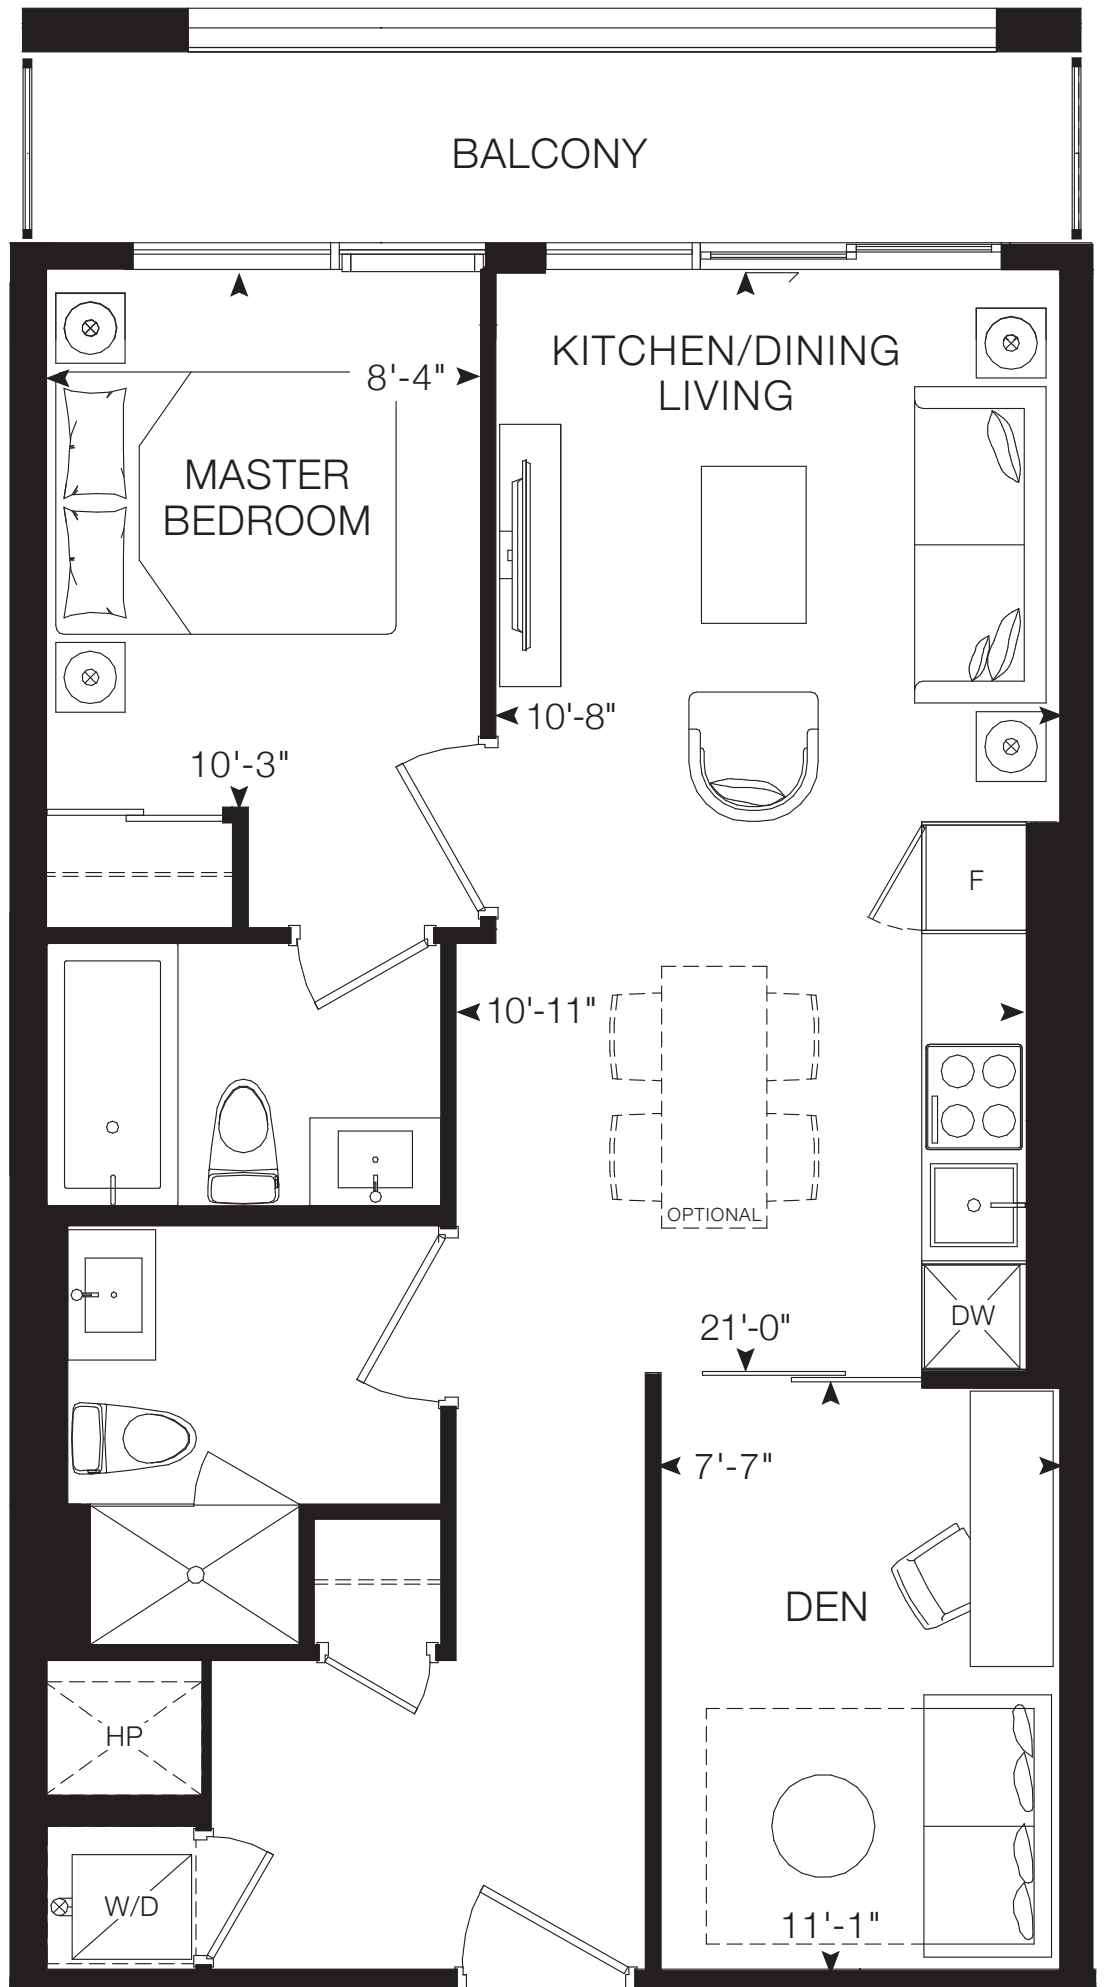 BALCONY
KITCHEN/DINING
LIVING
8'-4"
MASTER
BEDROOM
10'-8"
10'-3"
F
10'-11"
OPTIONAL
DW
21'-0"
7'-7"
DEN
HP
W/D
11'-1"